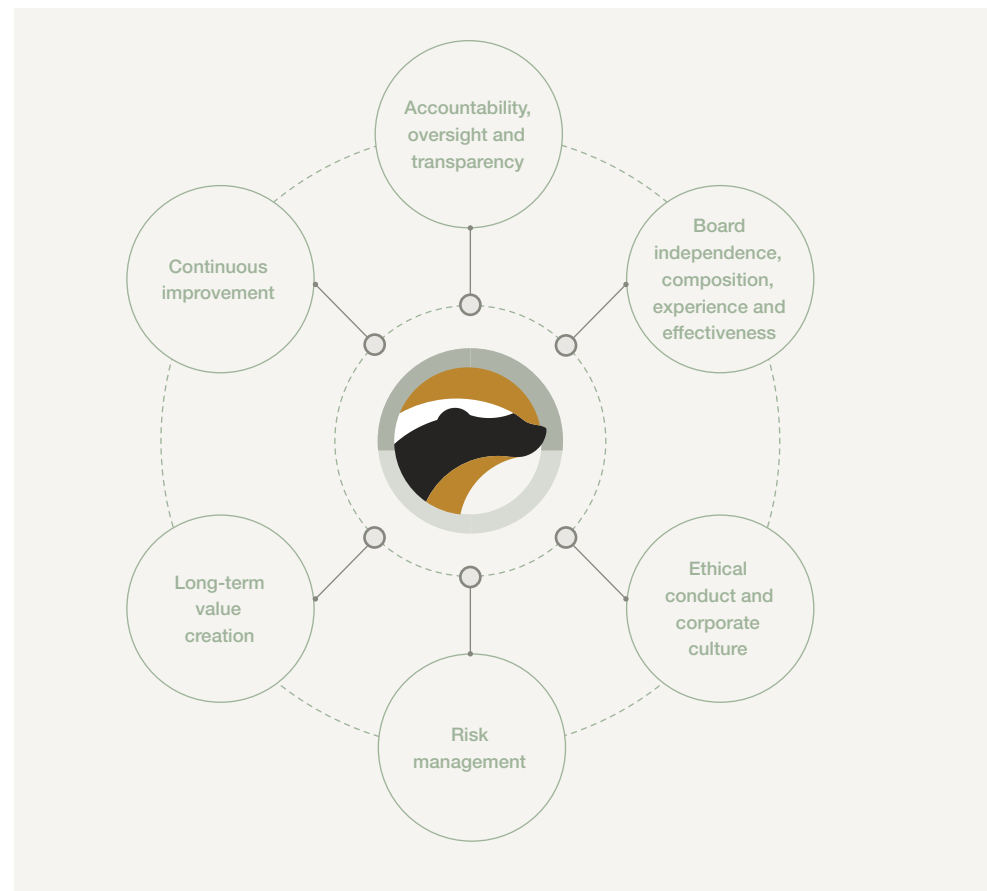 Accountability,
oversight and
transparency
Board
independence,
composition,
experience and
effectiveness
Ethical
conduct and
corporate
culture
Risk
management
Long-term
value
creation
Continuous
improvement